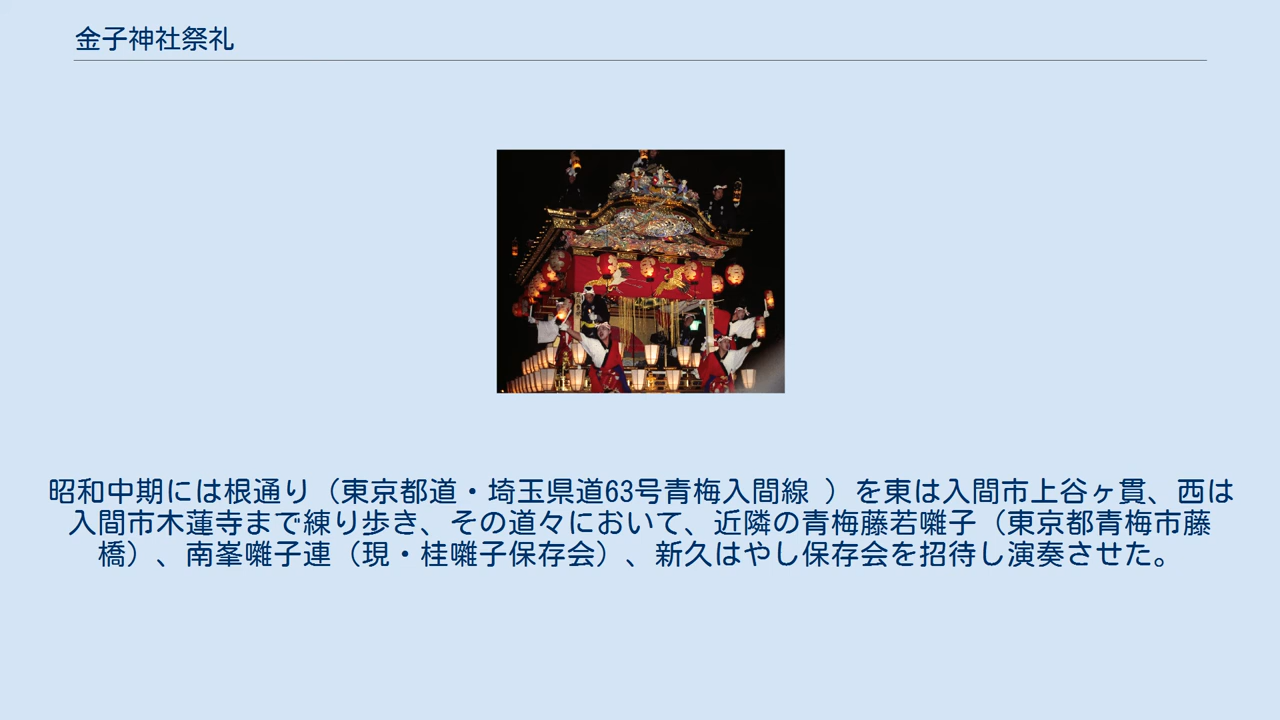 金子神社祭礼
昭和中期には根通り（東京都道・埼玉県道63号青梅入間線 ）を東は入間市上谷ヶ貫、西は
入間市木蓮寺まで練り歩き、その道々において、近隣の青梅藤若囃子（東京都青梅市藤
橋）、南峯囃子連（現・桂囃子保存会）、新久はやし保存会を招待し演奏させた。